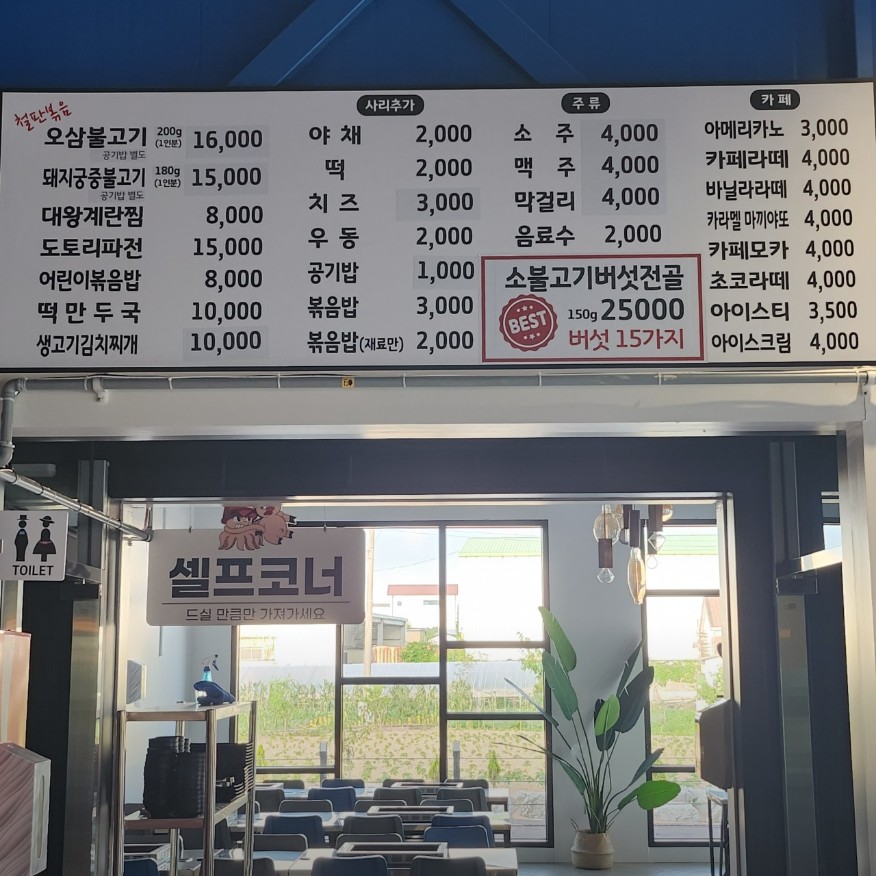 철판볶음
오삼불고기 200g (1인분) 16,000
공기밥 별도
돼지궁중불고기 180g (1인분) 15,000
공기밥 별도
대왕계란찜 8,000
도토리파전 15,000
어린이볶음밥 8,000
떡만두국 10,000
생고기김치찌개 10,000
사리추가
야채 2,000
떡 2,000
치즈 3,000
우동 2,000
공기밥 1,000
볶음밥 3,000
볶음밥(재료만) 2,000
주류
소주 4,000
맥주 4,000
막걸리 4,000
음료수 2,000
소불고기버섯전골
BEST 150g 25000
버섯 15가지
카페
아메리카노 3,000
카페라떼 4,000
바닐라라떼 4,000
카라멜 마끼야또 4,000
카페모카 4,000
초코라떼 4,000
아이스티 3,500
아이스크림 4,000
TOILET
셀프코너
드실 만큼만 가져가세요